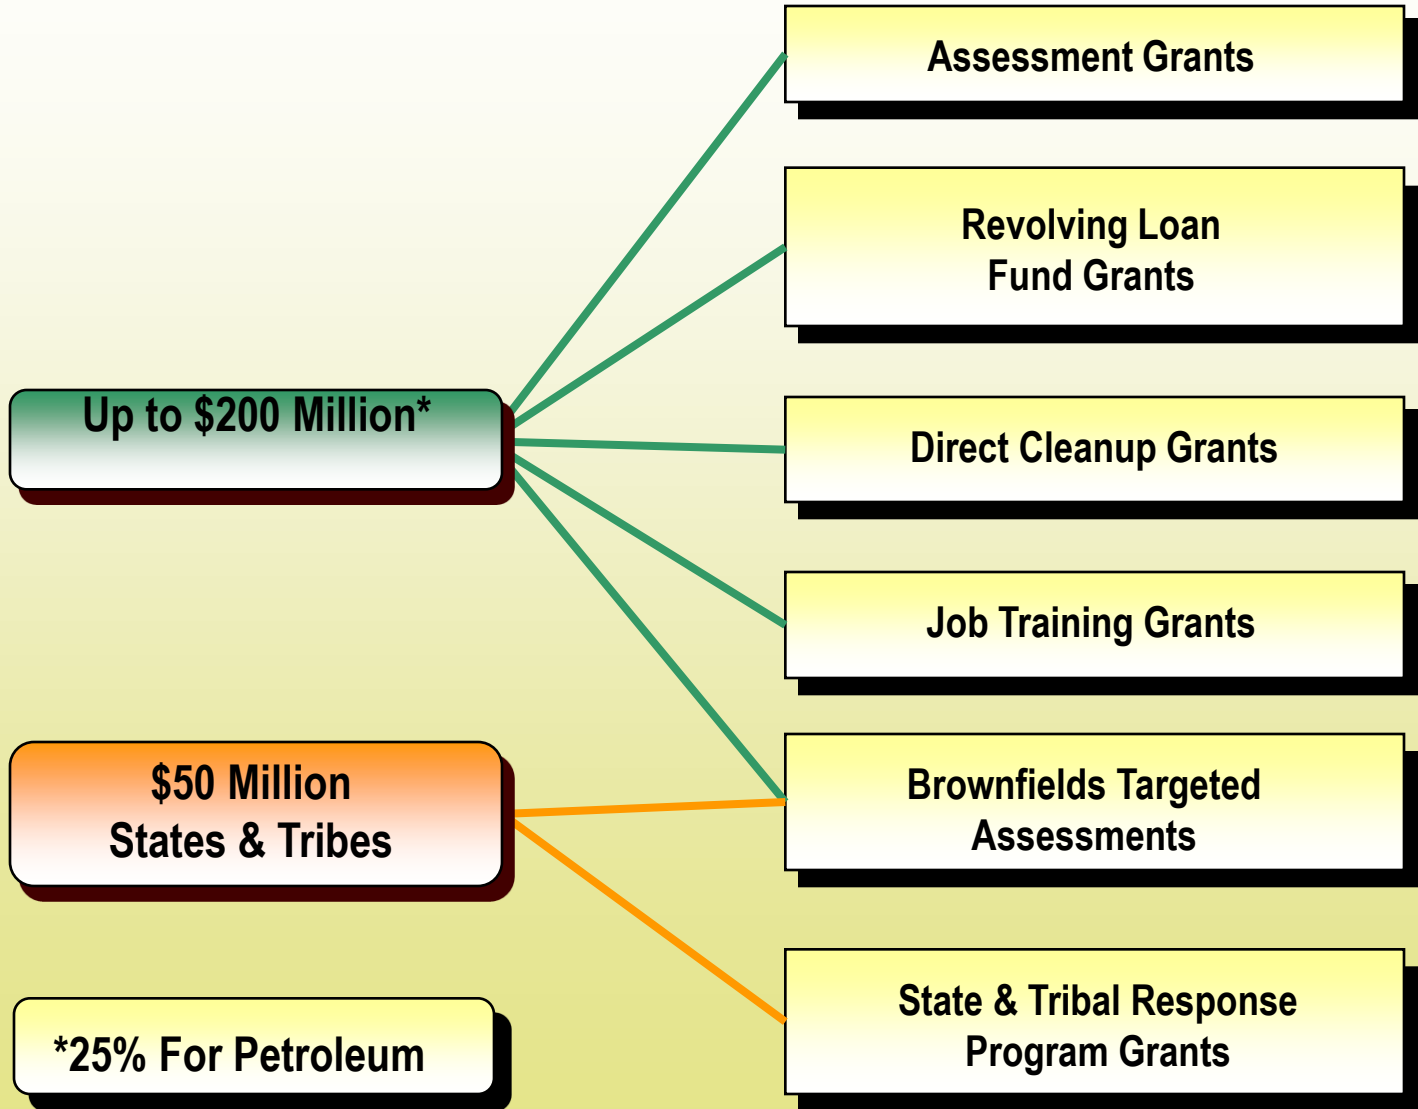 Assessment Grants
Revolving Loan
Fund Grants
Up to $200 Million*
Direct Cleanup Grants
Job Training Grants
$50 Million
States & Tribes
Brownfields Targeted
Assessments
State & Tribal Response
Program Grants
*25% For Petroleum